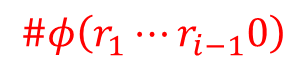 #𝜙(𝑟₁ ⋯ 𝑟ᵢ₋₁0)